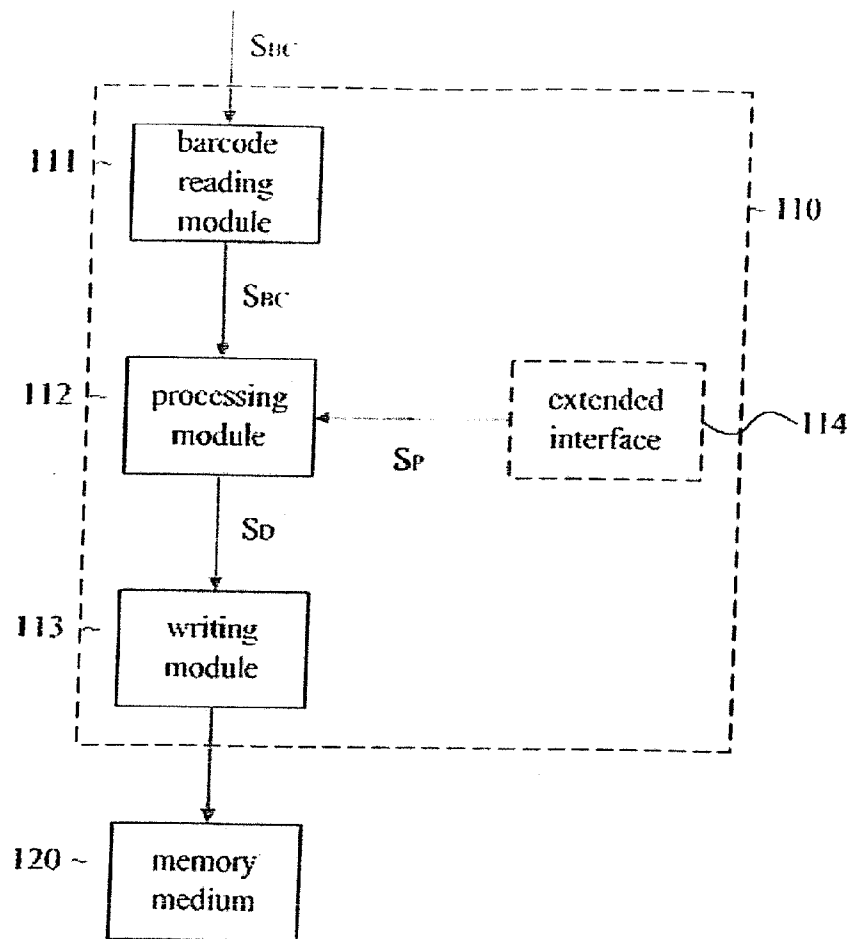 SBC
111 ~ barcode
reading
module
~ 110
SBC
112 ~ processing
module
extended
interface
114
SP
SD
113 ~ writing
module
120 ~ memory
medium